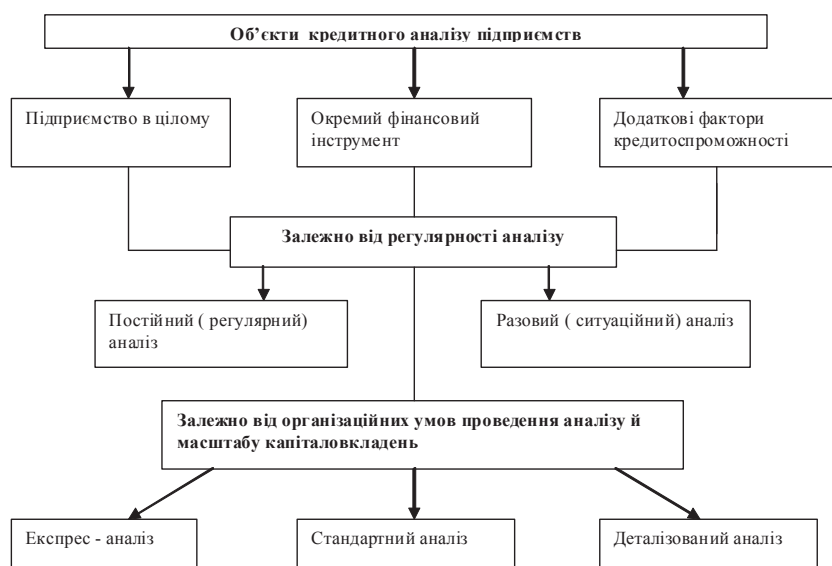 Об’єкти кредитного аналізу підприємств
Підприємство в цілому
Окремий фінансовий
інструмент
Додаткові фактори
кредитоспроможності
Залежно від регулярності аналізу
Постійний ( регулярний)
аналіз
Разовий ( ситуаційний) аналіз
Залежно від організаційних умов проведення аналізу й
масштабу капіталовкладень
Експрес - аналіз
Стандартний аналіз
Деталізований аналіз